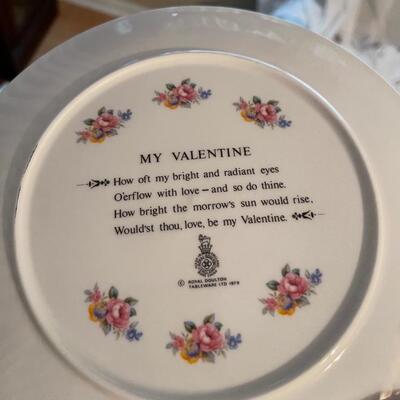 MY VALENTINE
How oft my bright and radiant eyes
O'erflow with love – and so do thine.
How bright the morrow's sun would rise,
Would'st thou, love, be my Valentine.
© ROYAL DOULTON
TABLEWARE LTD 1979